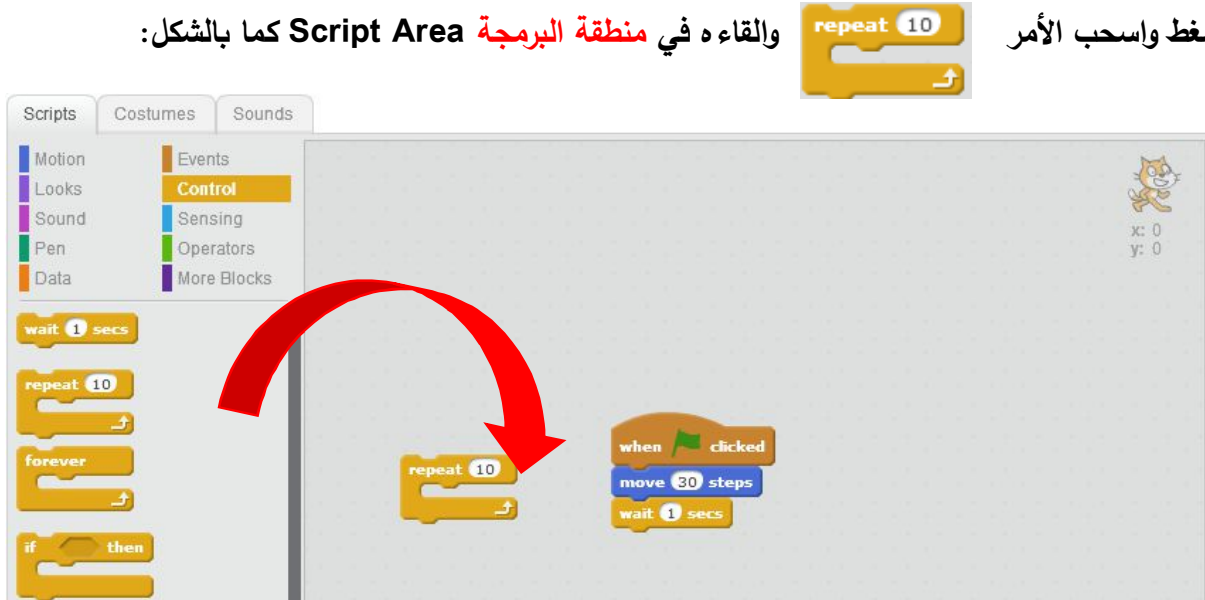 ـغط واسحب الأمر repeat 10 والقاءه في منطقة البرمجة Script Area كما بالشكل:
Scripts Costumes Sounds
Motion Events
Looks Control
Sound Sensing
Pen Operators
Data More Blocks
x: 0
y: 0
wait 1 secs
repeat 10
forever
if then
repeat 10
when clicked
move 30 steps
wait 1 secs